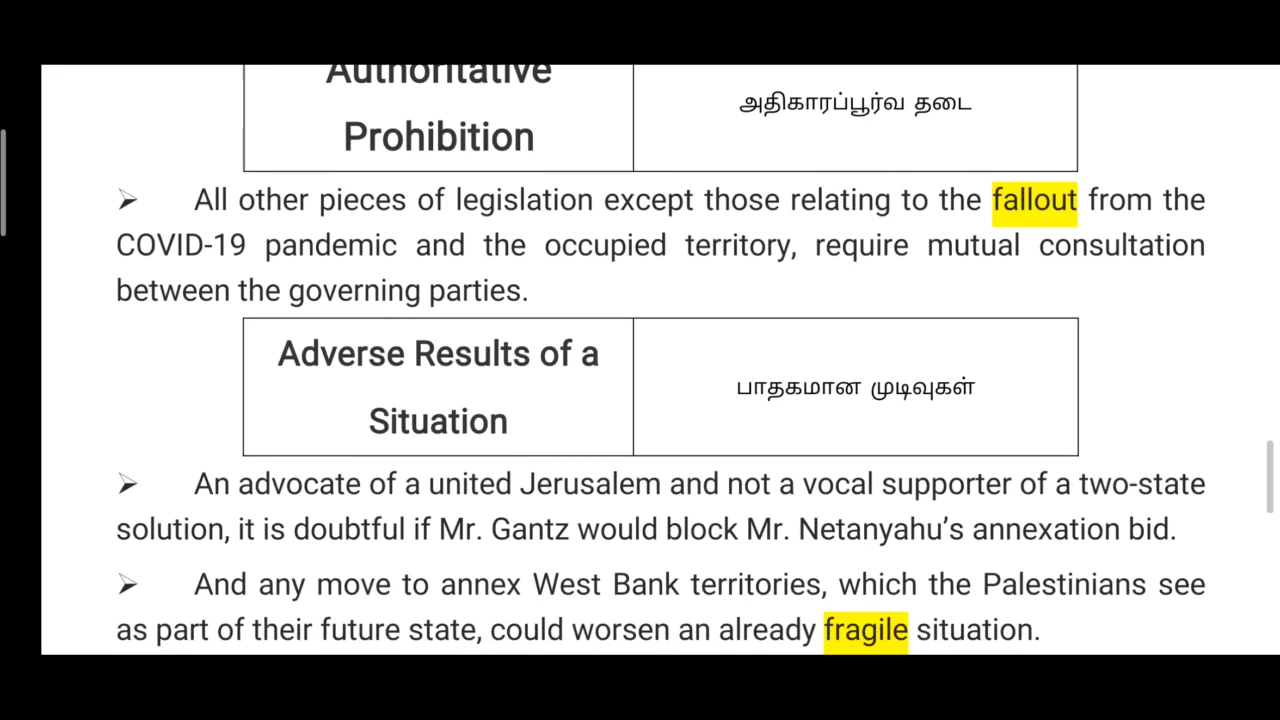 Authoritative
Prohibition
அதிகாரப்பூர்வ தடை
➢ All other pieces of legislation except those relating to the fallout from the
COVID-19 pandemic and the occupied territory, require mutual consultation
between the governing parties.
Adverse Results of a
Situation
பாதகமான முடிவுகள்
➢ An advocate of a united Jerusalem and not a vocal supporter of a two-state
solution, it is doubtful if Mr. Gantz would block Mr. Netanyahu’s annexation bid.
➢ And any move to annex West Bank territories, which the Palestinians see
as part of their future state, could worsen an already fragile situation.